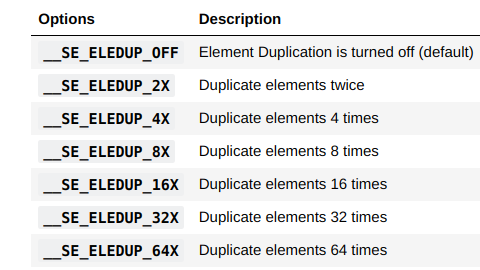 Options Description
__SE_ELEDUP_OFF Element Duplication is turned off (default)
__SE_ELEDUP_2X Duplicate elements twice
__SE_ELEDUP_4X Duplicate elements 4 times
__SE_ELEDUP_8X Duplicate elements 8 times
__SE_ELEDUP_16X Duplicate elements 16 times
__SE_ELEDUP_32X Duplicate elements 32 times
__SE_ELEDUP_64X Duplicate elements 64 times